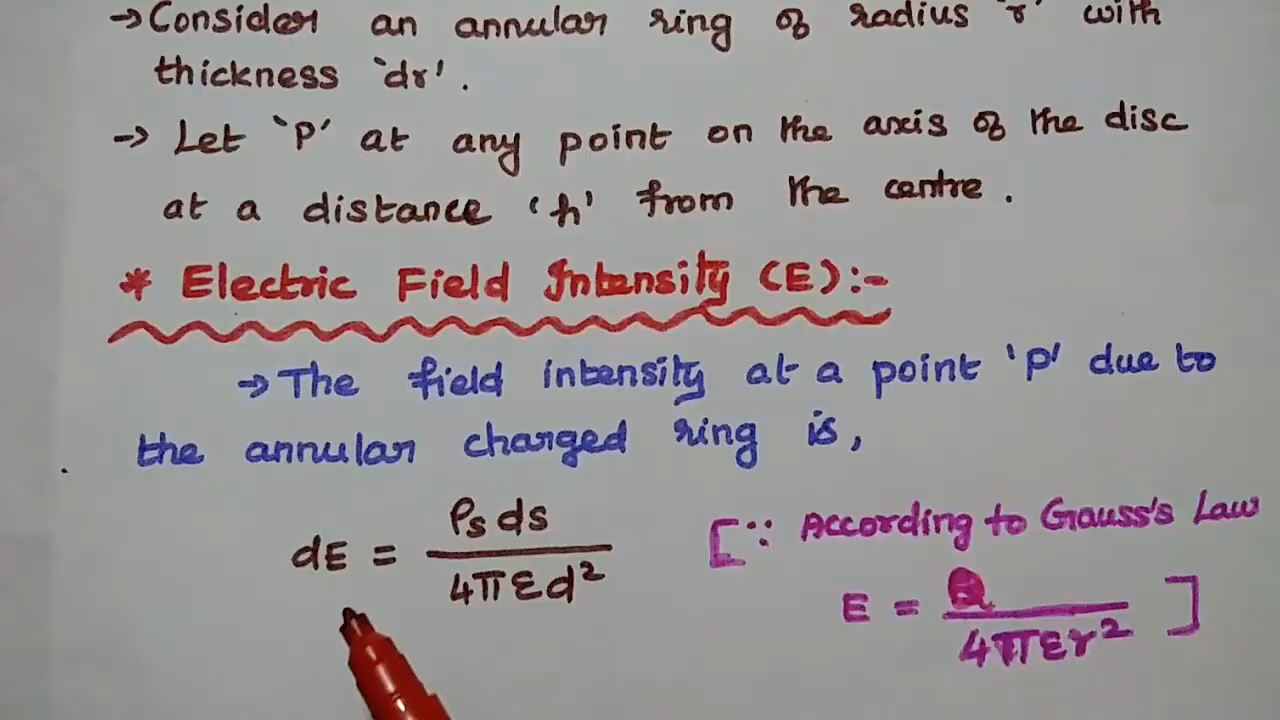 → Consider an annular ring of radius 'r' with
thickness 'dr'.
→ Let 'P' at any point on the axis of the disc
at a distance 'h' from the centre.
* Electric Field Intensity (E):-
→ The field intensity at a point 'P' due to
the annular charged ring is,
dE = ρs ds / 4πεd² [∵ According to Gauss's Law
E = Q / 4πεr² ]